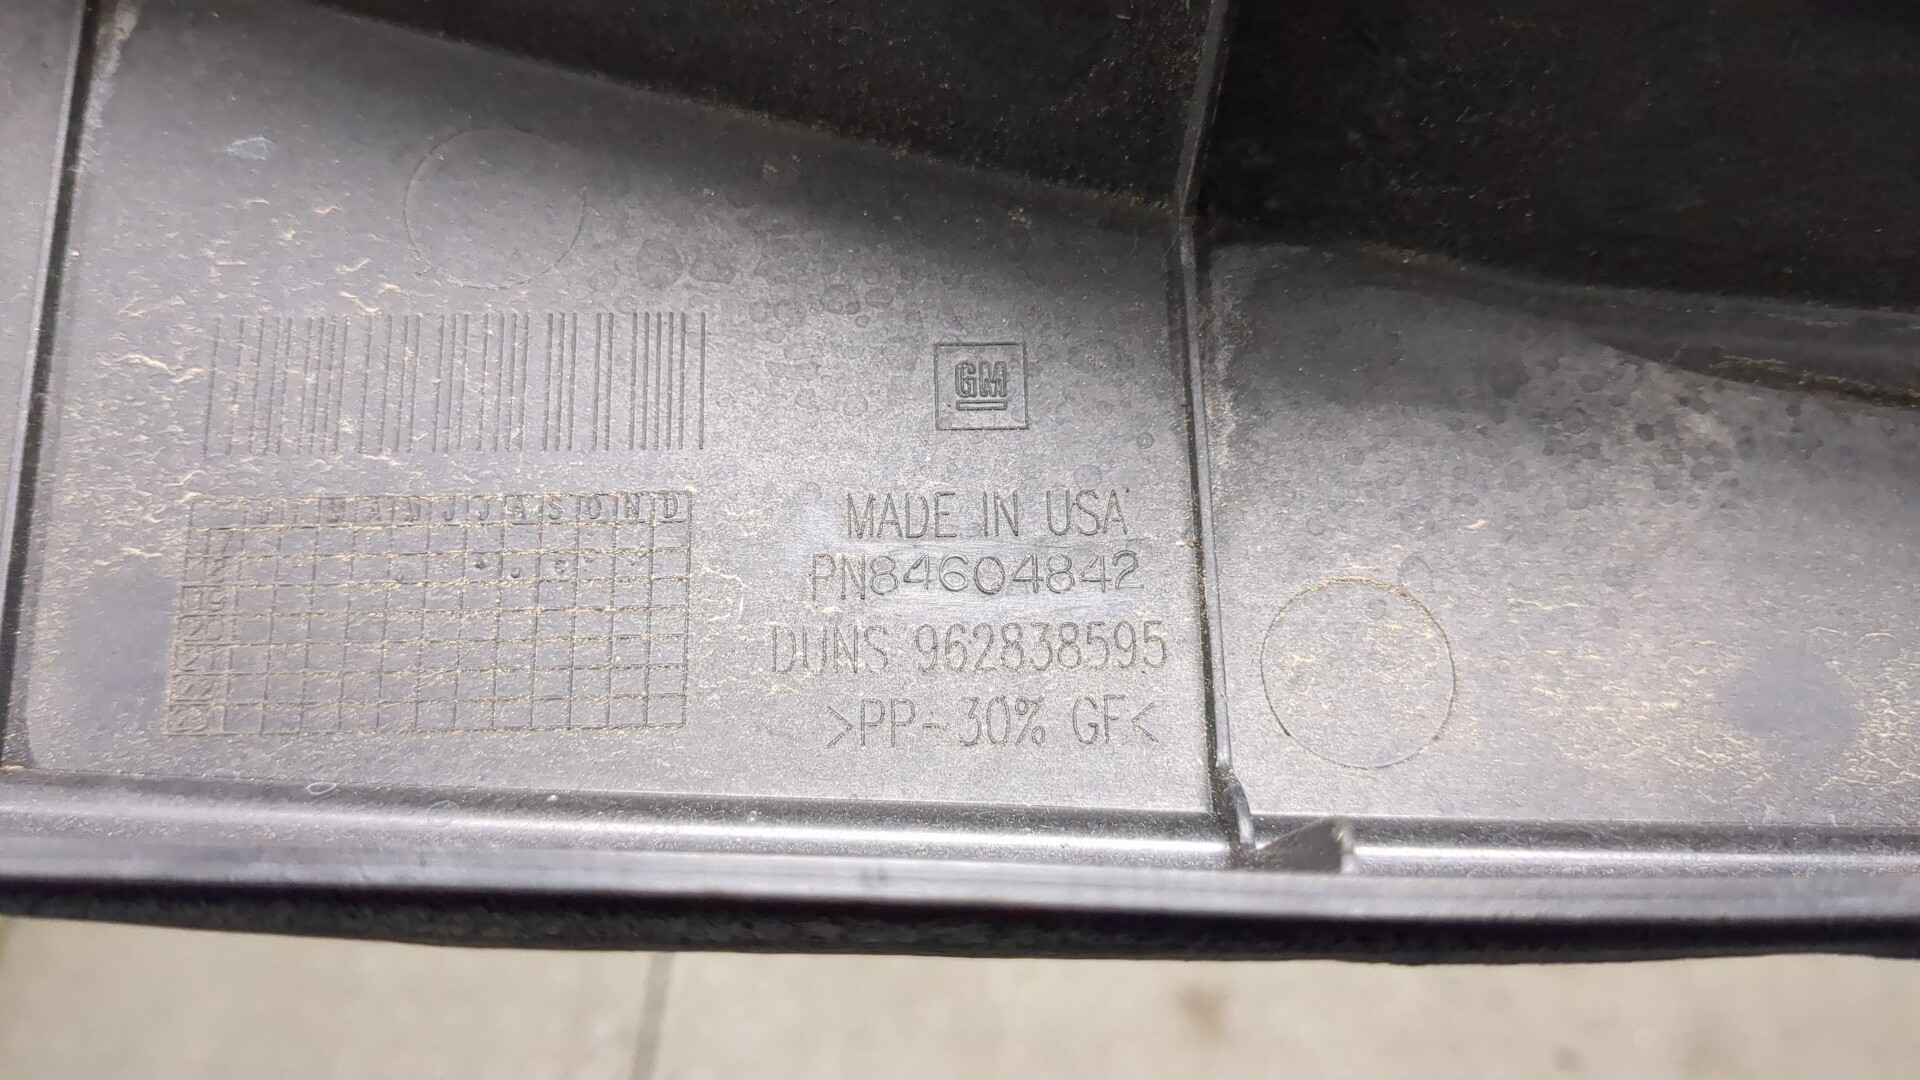 GM
J F M A M J J A S O N D
MADE IN USA
PN84604842
DUNS 962838595
>PP-30% GF<